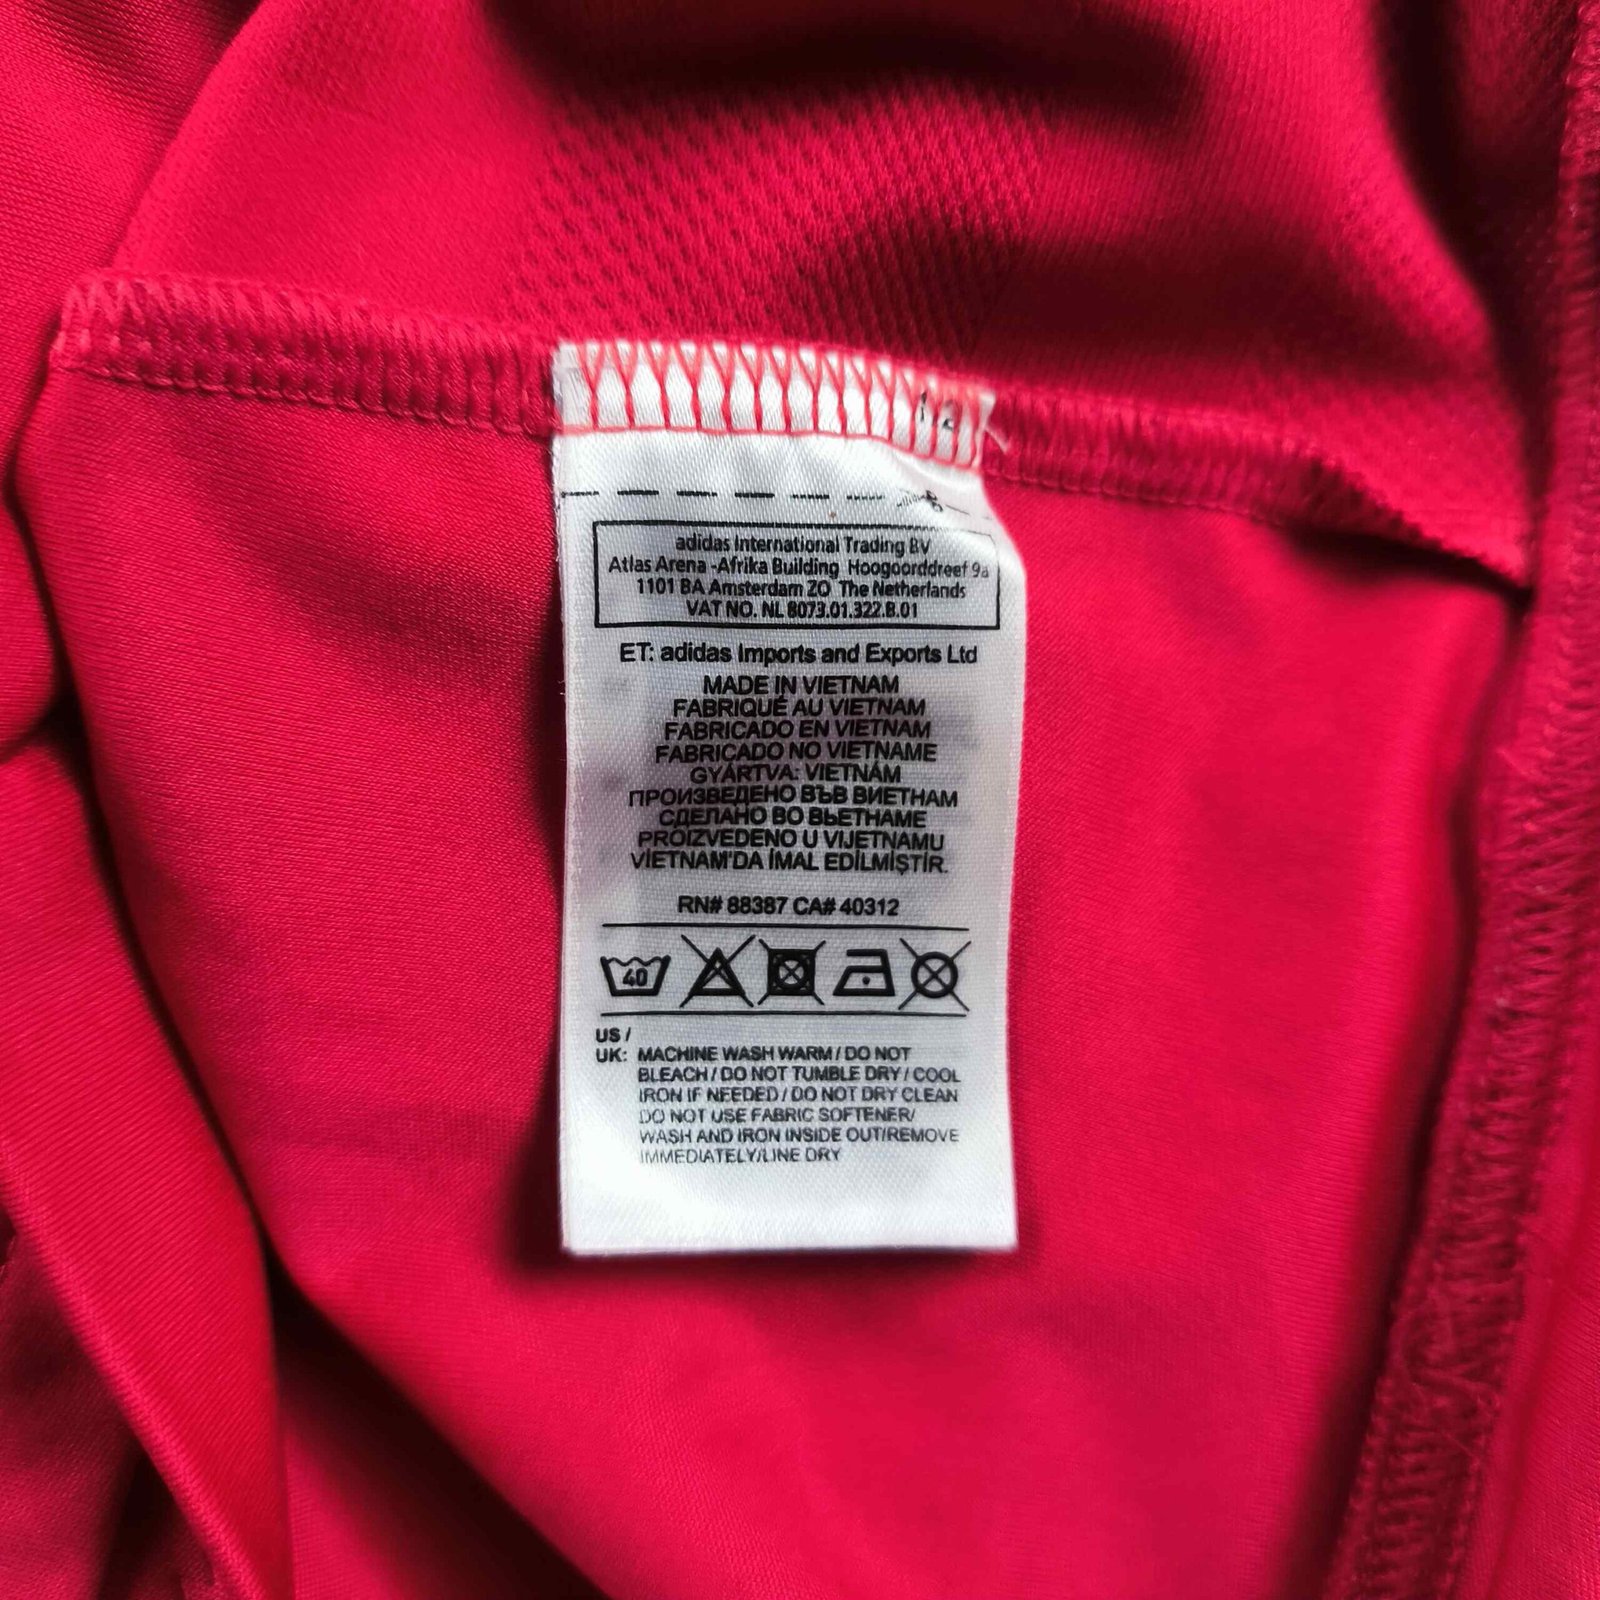 1.2
adidas International Trading BV
Atlas Arena -Afrika Building Hoogoorddreef 9a
1101 BA Amsterdam ZO The Netherlands
VAT NO. NL 8073.01.322.B.01
ET: adidas Imports and Exports Ltd
MADE IN VIETNAM
FABRIQUÉ AU VIETNAM
FABRICADO EN VIETNAM
FABRICADO NO VIETNAME
GYÁRTVA: VIETNÁM
ПРОИЗВЕДЕНО ВЪВ ВИЕТНАМ
СДЕЛАНО ВО ВЬЕТНАМЕ
PROIZVEDENO U VIJETNAMU
VİETNAM'DA İMAL EDİLMİŞTİR.
RN# 88387 CA# 40312
40
US /
UK: MACHINE WASH WARM / DO NOT
BLEACH / DO NOT TUMBLE DRY / COOL
IRON IF NEEDED / DO NOT DRY CLEAN
DO NOT USE FABRIC SOFTENER/
WASH AND IRON INSIDE OUT/REMOVE
IMMEDIATELY/LINE DRY